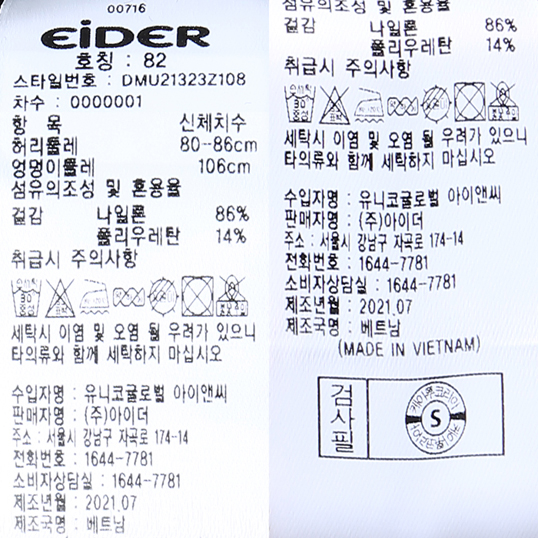 00716
EiDER
호칭 : 82
스타일번호 : DMU21323Z108
차수 : 0000001
항 목 신체치수
허리둘레 80-86cm
엉덩이둘레 106cm
섬유의조성 및 혼용율
겉감 나일론 86%
폴리우레탄 14%
취급시 주의사항
세탁시 이염 및 오염 될 우려가 있으니
타의류와 함께 세탁하지 마십시오
수입자명 : 유니코글로벌 아이앤씨
판매자명 : (주)아이더
주소 : 서울시 강남구 자곡로 174-14
전화번호 : 1644-7781
소비자상담실 : 1644-7781
제조년월 : 2021.07
제조국명 : 베트남
섬유의조성 및 혼용율
겉감 나일론 86%
폴리우레탄 14%
취급시 주의사항
세탁시 이염 및 오염 될 우려가 있으니
타의류와 함께 세탁하지 마십시오
수입자명 : 유니코글로벌 아이앤씨
판매자명 : (주)아이더
주소 : 서울시 강남구 자곡로 174-14
전화번호 : 1644-7781
소비자상담실 : 1644-7781
제조년월 : 2021.07
제조국명 : 베트남
(MADE IN VIETNAM)
검사필
S